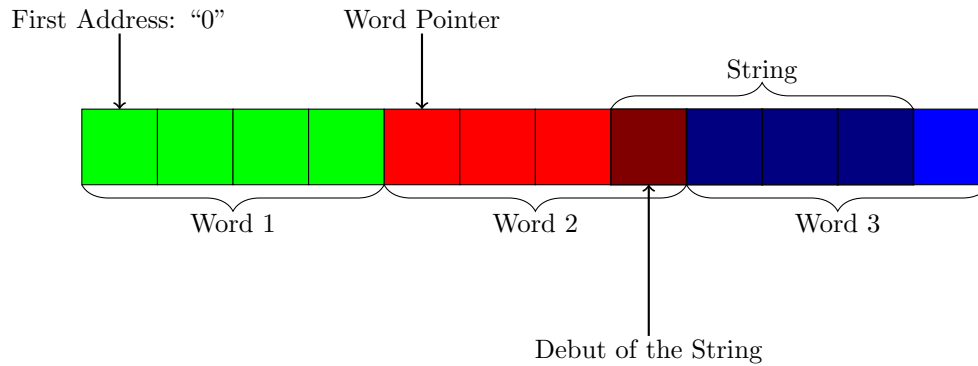 First Address: “0”
Word Pointer
String
Word 1
Word 2
Word 3
Debut of the String